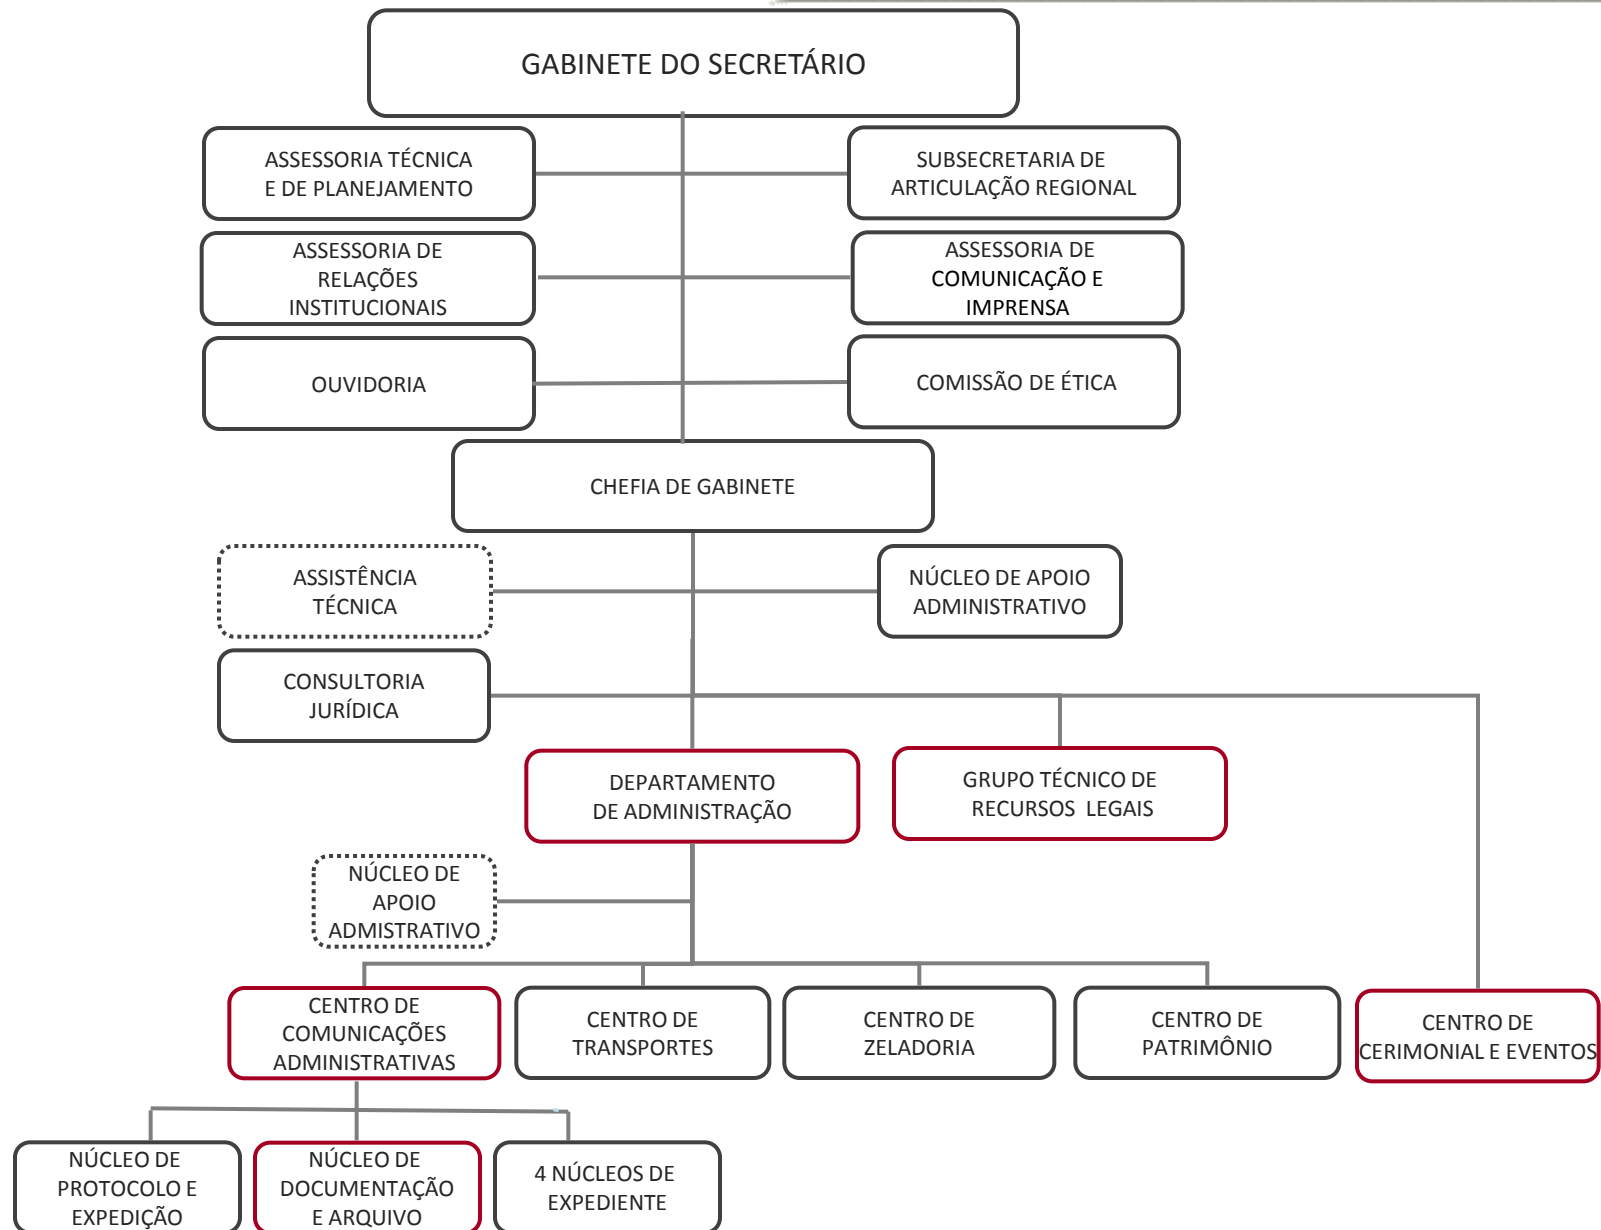 GABINETE DO SECRETÁRIO
ASSESSORIA TÉCNICA
E DE PLANEJAMENTO
SUBSECRETARIA DE
ARTICULAÇÃO REGIONAL
ASSESSORIA DE
RELAÇÕES
INSTITUCIONAIS
ASSESSORIA DE
COMUNICAÇÃO E
IMPRENSA
OUVIDORIA
COMISSÃO DE ÉTICA
CHEFIA DE GABINETE
ASSISTÊNCIA
TÉCNICA
NÚCLEO DE APOIO
ADMINISTRATIVO
CONSULTORIA
JURÍDICA
DEPARTAMENTO
DE ADMINISTRAÇÃO
GRUPO TÉCNICO DE
RECURSOS LEGAIS
NÚCLEO DE
APOIO
ADMISTRATIVO
CENTRO DE
COMUNICAÇÕES
ADMINISTRATIVAS
CENTRO DE
TRANSPORTES
CENTRO DE
ZELADORIA
CENTRO DE
PATRIMÔNIO
CENTRO DE
CERIMONIAL E EVENTOS
NÚCLEO DE
PROTOCOLO E
EXPEDIÇÃO
NÚCLEO DE
DOCUMENTAÇÃO
E ARQUIVO
4 NÚCLEOS DE
EXPEDIENTE